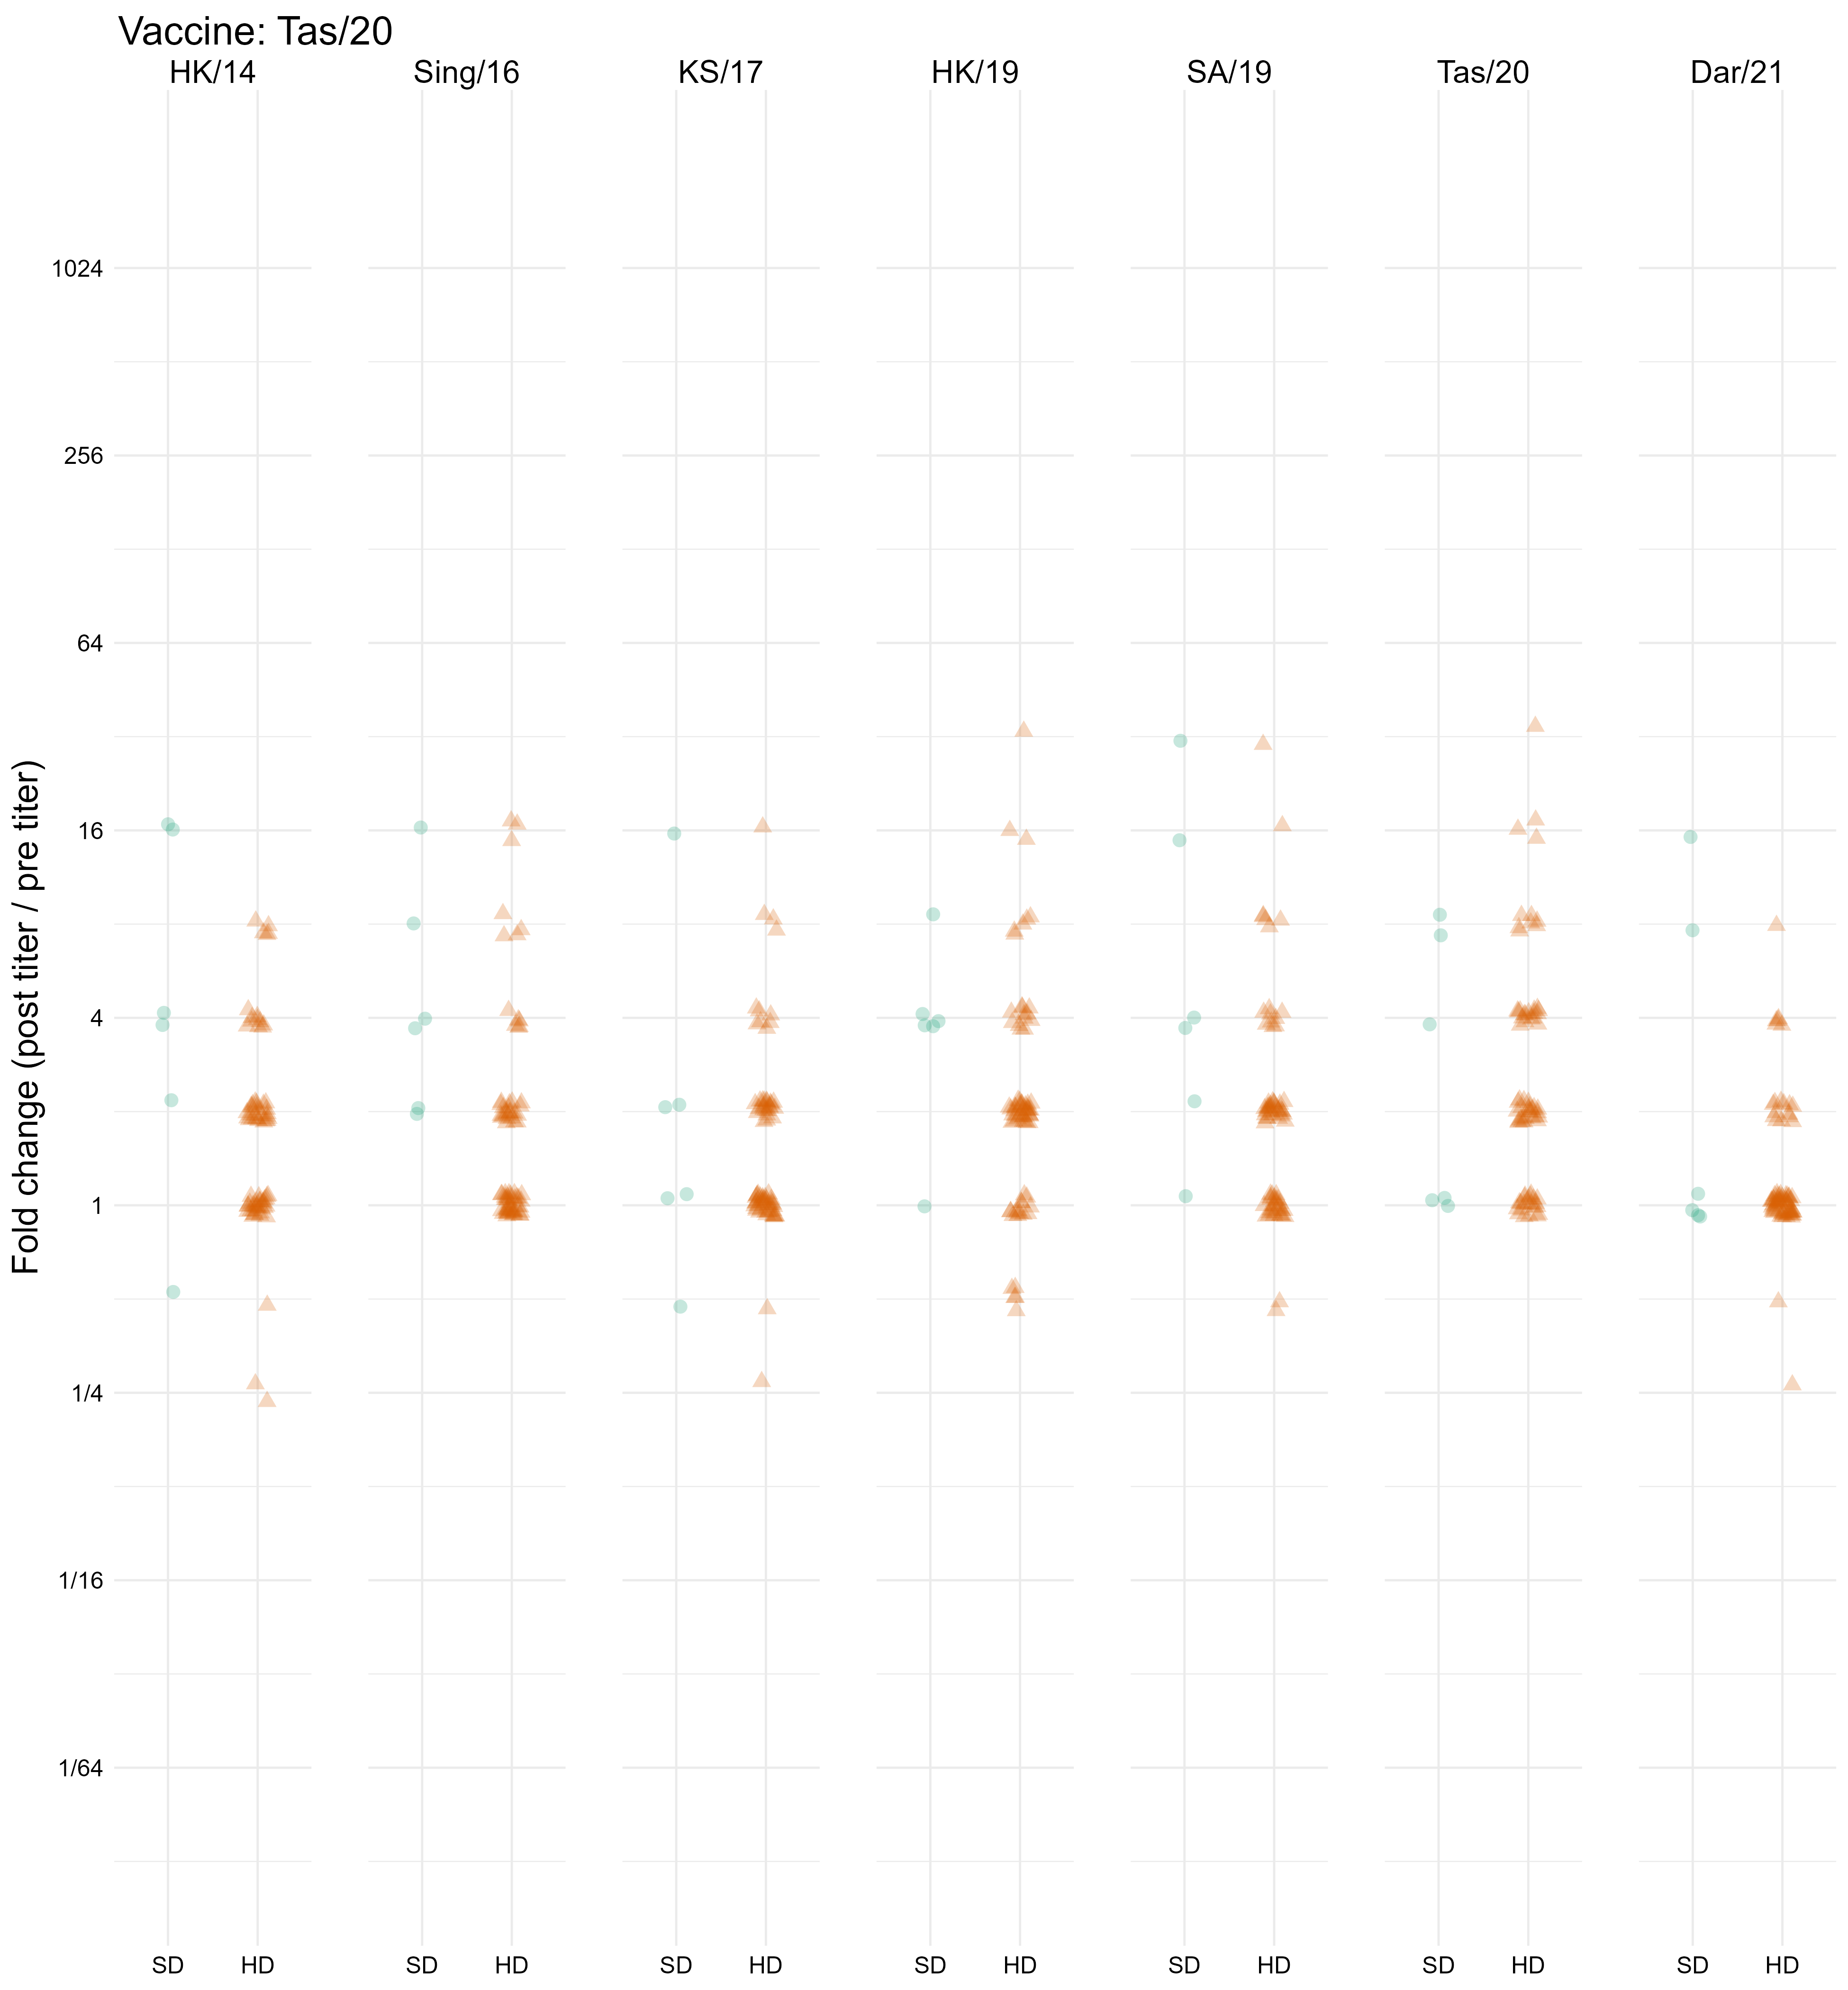 Vaccine: Tas/20
HK/14 Sing/16 KS/17 HK/19 SA/19 Tas/20 Dar/21
Fold change (post titer / pre titer)
1024
256
64
16
4
1
1/4
1/16
1/64
SD HD SD HD SD HD SD HD SD HD SD HD SD HD